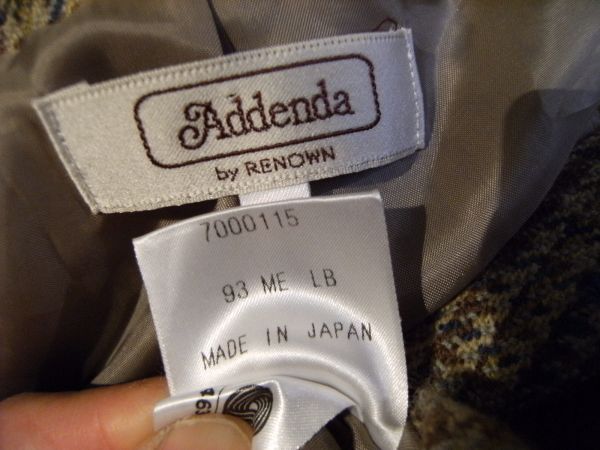 Addenda
by RENOWN
7000115
93 ME LB
MADE IN JAPAN